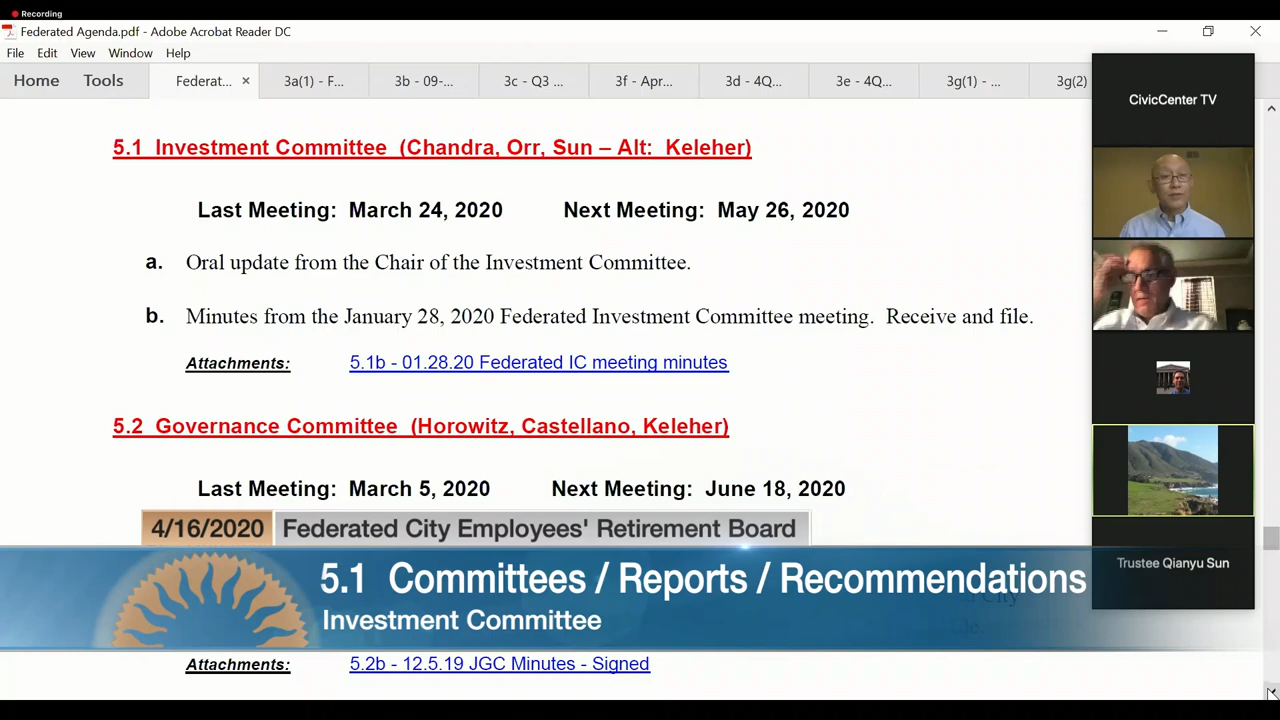 Recording
Federated Agenda.pdf - Adobe Acrobat Reader DC
File Edit View Window Help
Home Tools Federat... × 3a(1) - F... 3b - 09-... 3c - Q3 ... 3f - Apr... 3d - 4Q... 3e - 4Q... 3g(1) - ... 3g(2)
CivicCenter TV
5.1 Investment Committee (Chandra, Orr, Sun – Alt: Keleher)
Last Meeting: March 24, 2020 Next Meeting: May 26, 2020
a. Oral update from the Chair of the Investment Committee.
b. Minutes from the January 28, 2020 Federated Investment Committee meeting. Receive and file.
Attachments: 5.1b - 01.28.20 Federated IC meeting minutes
5.2 Governance Committee (Horowitz, Castellano, Keleher)
Last Meeting: March 5, 2020 Next Meeting: June 18, 2020
4/16/2020 Federated City Employees' Retirement Board
Trustee Qianyu Sun
5.1 Committees / Reports / Recommendations
Investment Committee
Attachments: 5.2b - 12.5.19 JGC Minutes - Signed